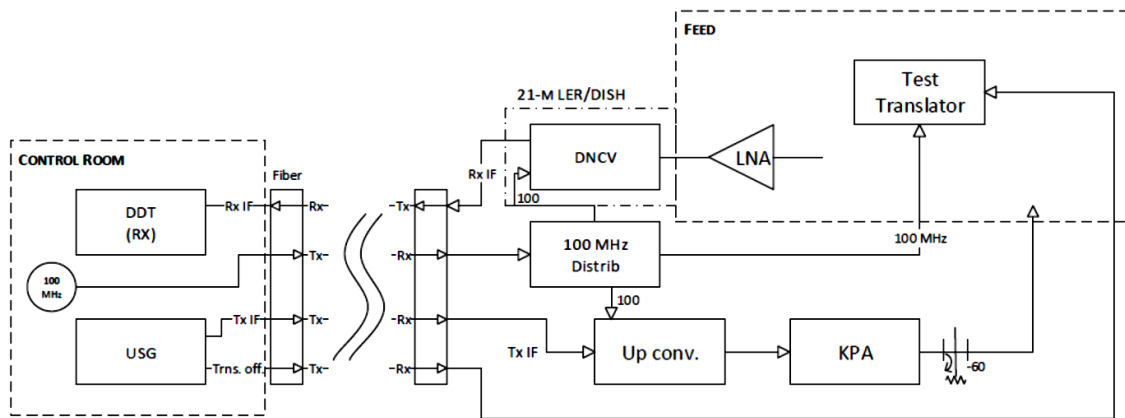 FEED
Test
Translator
21-M LER/DISH
DNCV
LNA
CONTROL ROOM
Fiber
Rx IF
100
DDT
(RX)
Rx IF
Rx
Tx
100 MHz
Distrib
100 MHz
100
MHz
Tx
Rx
100
USG
Tx IF
Tx
Rx
Tx IF
Up conv.
KPA
-60
Trns. off.
Tx
Rx